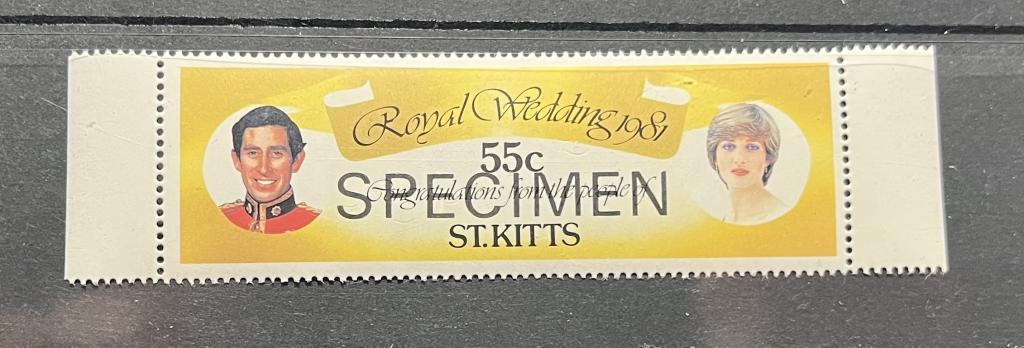 Royal Wedding 1981
55c
Congratulations from the people of
SPECIMEN
ST.KITTS